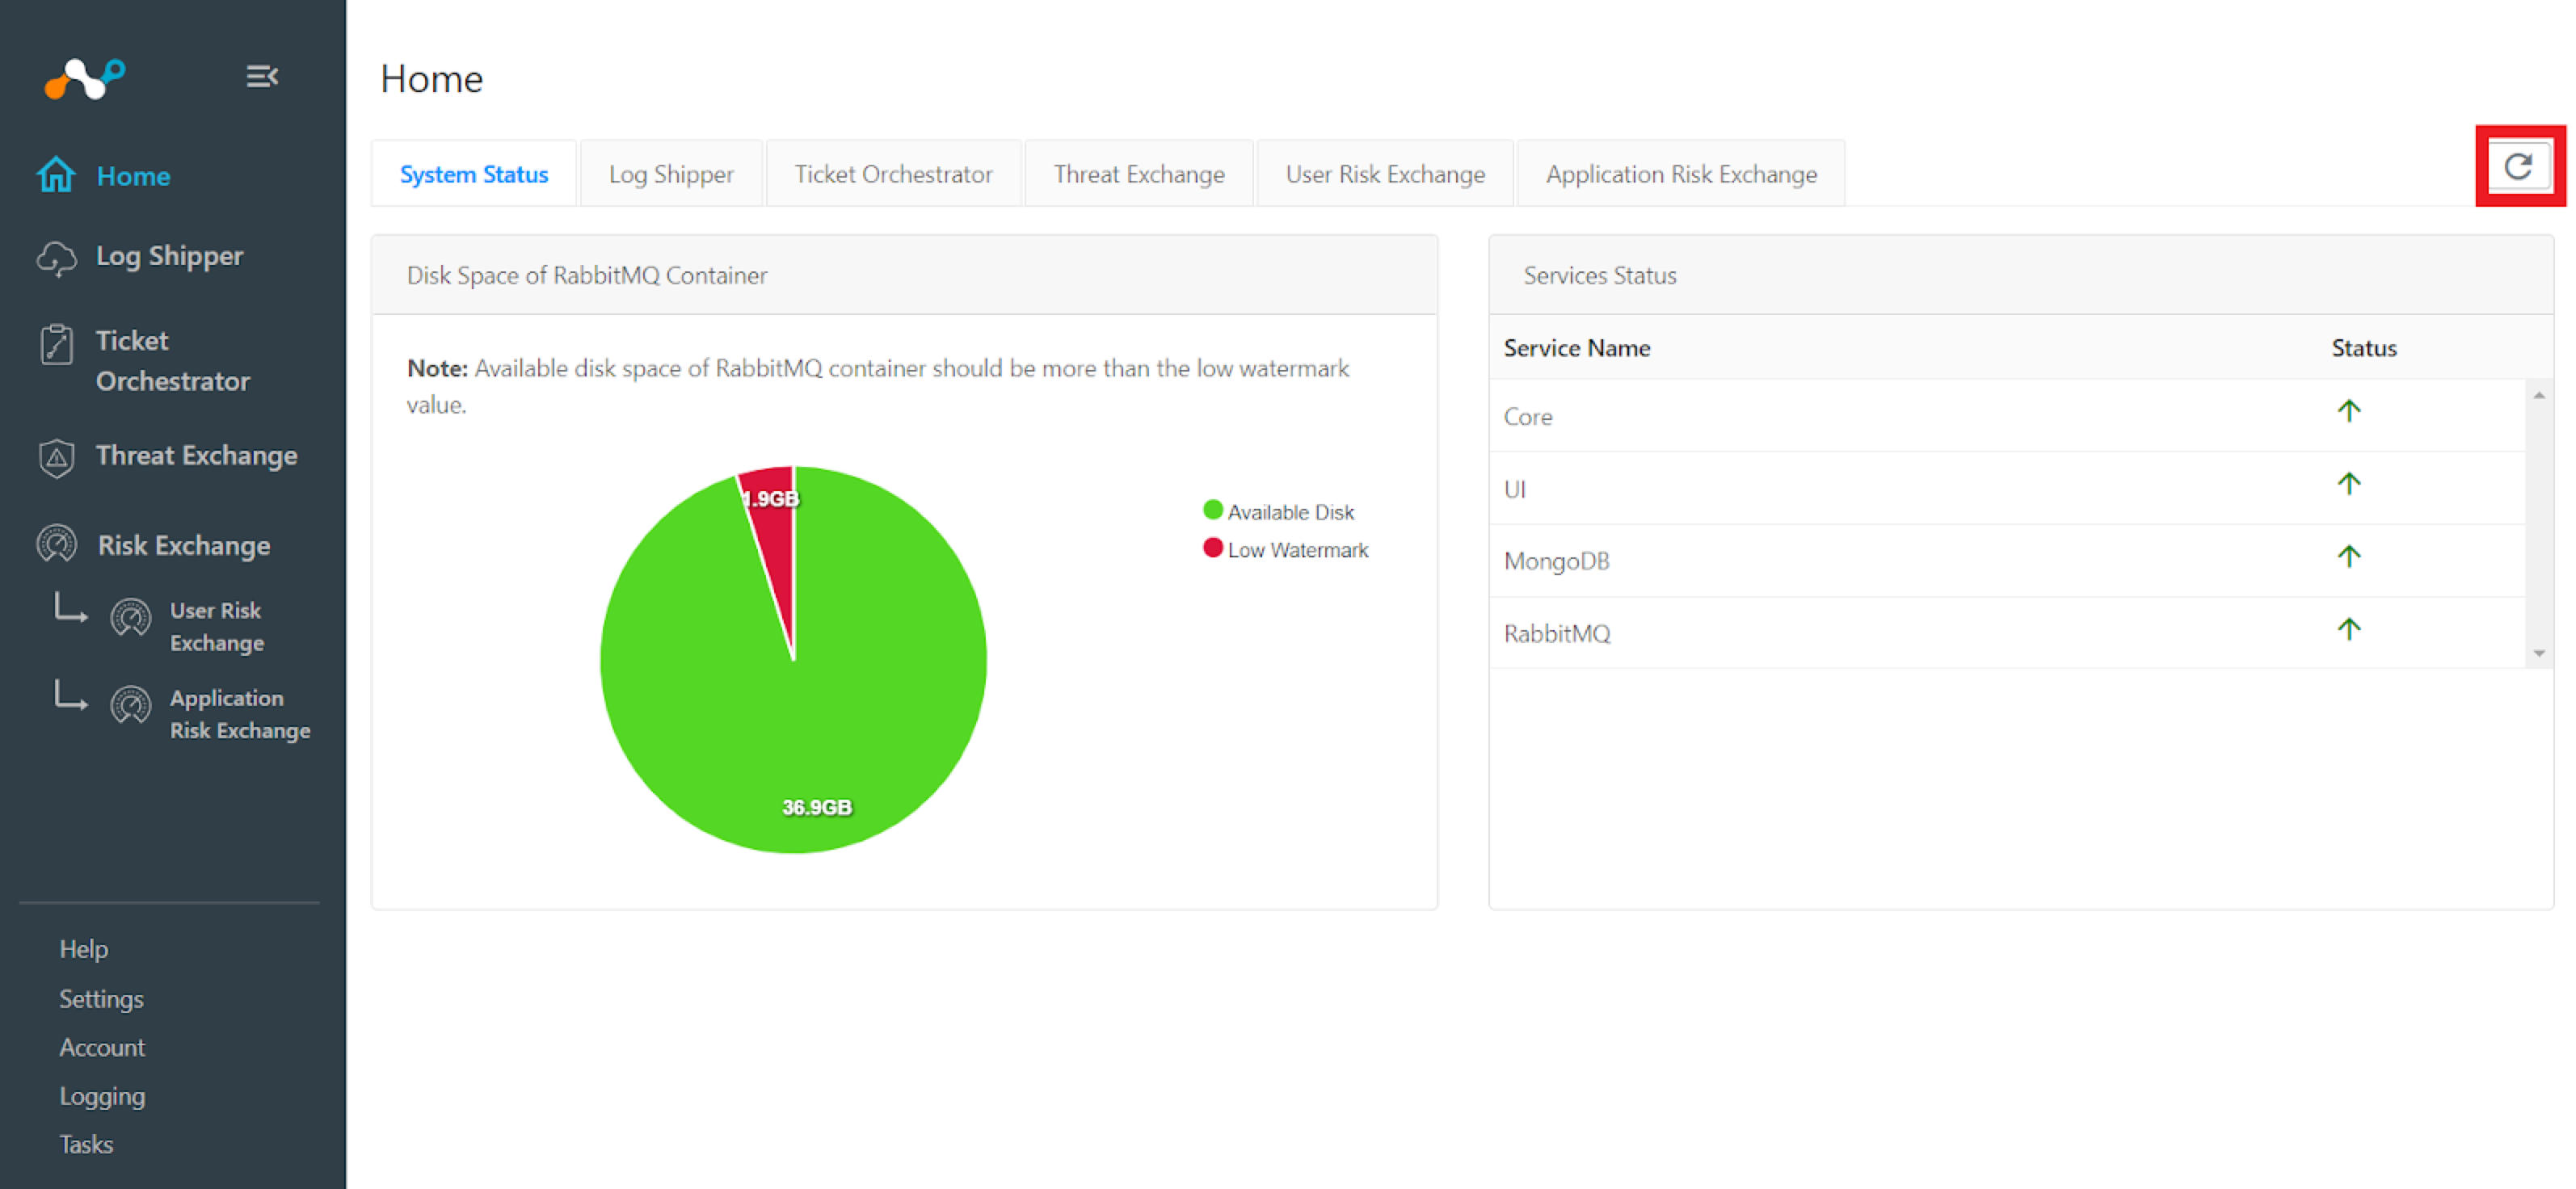 Home
Log Shipper
Ticket
Orchestrator
Threat Exchange
Risk Exchange
User Risk
Exchange
Application
Risk Exchange
Help
Settings
Account
Logging
Tasks
Home
System Status
Log Shipper
Ticket Orchestrator
Threat Exchange
User Risk Exchange
Application Risk Exchange
Disk Space of RabbitMQ Container
Note: Available disk space of RabbitMQ container should be more than the low watermark
value.
1.9GB
36.9GB
Available Disk
Low Watermark
Services Status
Service Name Status
Core
UI
MongoDB
RabbitMQ